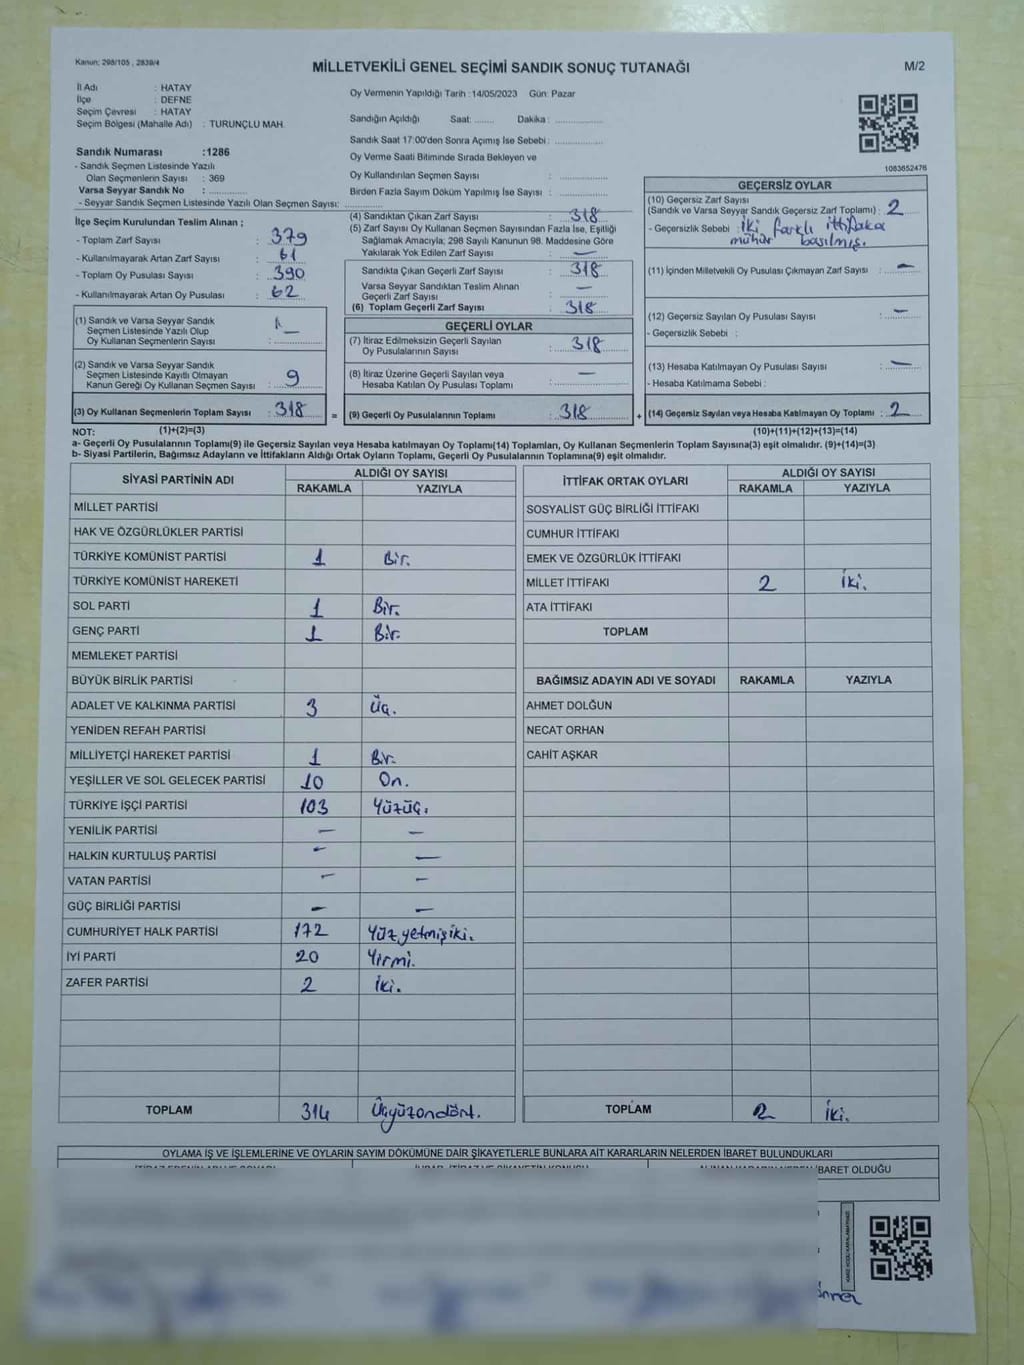 Kanun: 298/105 , 2839/4
MİLLETVEKİLİ GENEL SEÇİMİ SANDIK SONUÇ TUTANAĞI
M/2
İl Adı : HATAY
İlçe : DEFNE
Seçim Çevresi : HATAY
Seçim Bölgesi (Mahalle Adı) : TURUNÇLU MAH.
Sandık Numarası :1286
- Sandık Seçmen Listesinde Yazılı
Olan Seçmenlerin Sayısı : 369
Varsa Seyyar Sandık No :
- Seyyar Sandık Seçmen Listesinde Yazılı Olan Seçmen Sayısı:
Oy Vermenin Yapıldığı Tarih :14/05/2023 Gün: Pazar
Sandığın Açıldığı Saat: ........ Dakika : ................
Sandık Saat 17:00'den Sonra Açımış İse Sebebi : ................
Oy Verme Saati Bitiminde Sırada Bekleyen ve
Oy Kullandırılan Seçmen Sayısı : ................
Birden Fazla Sayım Döküm Yapılmış İse Sayısı : ................
1083652476
İlçe Seçim Kurulundan Teslim Alınan ;
- Toplam Zarf Sayısı : 379
- Kullanılmayarak Artan Zarf Sayısı : 61
- Toplam Oy Pusulası Sayısı : 390
- Kullanılmayarak Artan Oy Pusulası : 62
(1) Sandık ve Varsa Seyyar Sandık
Seçmen Listesinde Yazılı Olup
Oy Kullanan Seçmenlerin Sayısı :
(2) Sandık ve Varsa Seyyar Sandık
Seçmen Listesinde Kayıtlı Olmayan
Kanun Gereği Oy Kullanan Seçmen Sayısı : 9
(3) Oy Kullanan Seçmenlerin Toplam Sayısı : 318
(4) Sandıktan Çıkan Zarf Sayısı : 318
(5) Zarf Sayısı Oy Kullanan Seçmen Sayısından Fazla İse, Eşitliği
Sağlamak Amacıyla; 298 Sayılı Kanunun 98. Maddesine Göre
Yakılarak Yok Edilen Zarf Sayısı : —
Sandıkta Çıkan Geçerli Zarf Sayısı : 318
Varsa Seyyar Sandıktan Teslim Alınan
Geçerli Zarf Sayısı : —
(6) Toplam Geçerli Zarf Sayısı : 318
GEÇERLİ OYLAR
(7) İtiraz Edilmeksizin Geçerli Sayılan
Oy Pusulalarının Sayısı : 318
(8) İtiraz Üzerine Geçerli Sayılan veya
Hesaba Katılan Oy Pusulası Toplamı : —
= (9) Geçerli Oy Pusulalarının Toplamı : 318
GEÇERSİZ OYLAR
(10) Geçersiz Zarf Sayısı
(Sandık ve Varsa Seyyar Sandık Geçersiz Zarf Toplamı) : 2
- Geçersizlik Sebebi : İki farklı ittifaka
mühür basılmış.
(11) İçinden Milletvekili Oy Pusulası Çıkmayan Zarf Sayısı : —
(12) Geçersiz Sayılan Oy Pusulası Sayısı : —
- Geçersizlik Sebebi :
(13) Hesaba Katılmayan Oy Pusulası Sayısı : —
- Hesaba Katılmama Sebebi :
+ (14) Geçersiz Sayılan veya Hesaba Katılmayan Oy Toplamı : 2
NOT: (1)+(2)=(3) (10)+(11)+(12)+(13)=(14)
a- Geçerli Oy Pusulalarının Toplamı(9) ile Geçersiz Sayılan veya Hesaba katılmayan Oy Toplamı(14) Toplamları, Oy Kullanan Seçmenlerin Toplam Sayısına(3) eşit olmalıdır. (9)+(14)=(3)
b- Siyasi Partilerin, Bağımsız Adayların ve İttifakların Aldığı Ortak Oyların Toplamı, Geçerli Oy Pusulalarının Toplamına(9) eşit olmalıdır.
SİYASİ PARTİNİN ADI ALDIĞI OY SAYISI
RAKAMLA YAZIYLA
MİLLET PARTİSİ
HAK VE ÖZGÜRLÜKLER PARTİSİ
TÜRKİYE KOMÜNİST PARTİSİ 1 Bir.
TÜRKİYE KOMÜNİST HAREKETİ
SOL PARTİ 1 Bir.
GENÇ PARTİ 1 Bir.
MEMLEKET PARTİSİ
BÜYÜK BİRLİK PARTİSİ
ADALET VE KALKINMA PARTİSİ 3 Üç.
YENİDEN REFAH PARTİSİ
MİLLİYETÇİ HAREKET PARTİSİ 1 Bir.
YEŞİLLER VE SOL GELECEK PARTİSİ 10 On.
TÜRKİYE İŞÇİ PARTİSİ 103 Yüzüç.
YENİLİK PARTİSİ — —
HALKIN KURTULUŞ PARTİSİ — —
VATAN PARTİSİ — —
GÜÇ BİRLİĞİ PARTİSİ — —
CUMHURİYET HALK PARTİSİ 172 Yüzyetmişiki.
İYİ PARTİ 20 Yirmi.
ZAFER PARTİSİ 2 İki.
TOPLAM 314 Üçyüzondört.
İTTİFAK ORTAK OYLARI ALDIĞI OY SAYISI
RAKAMLA YAZIYLA
SOSYALİST GÜÇ BİRLİĞİ İTTİFAKI
CUMHUR İTTİFAKI
EMEK VE ÖZGÜRLÜK İTTİFAKI
MİLLET İTTİFAKI 2 İki.
ATA İTTİFAKI
TOPLAM
BAĞIMSIZ ADAYIN ADI VE SOYADI RAKAMLA YAZIYLA
AHMET DOLĞUN
NECAT ORHAN
CAHİT AŞKAR
TOPLAM 2 İki.
OYLAMA İŞ VE İŞLEMLERİNE VE OYLARIN SAYIM DÖKÜMÜNE DAİR ŞİKAYETLERLE BUNLARA AİT KARARLARIN NELERDEN İBARET BULUNDUKLARI
İBARET OLDUĞU